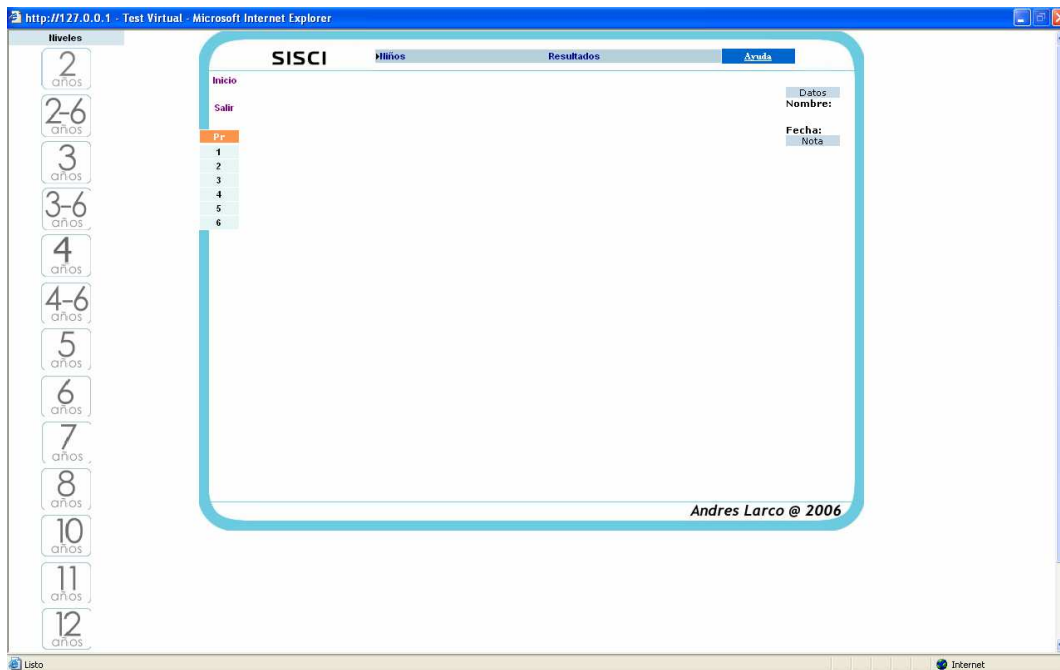 http://127.0.0.1 - Test Virtual - Microsoft Internet Explorer
Niveles
2
años
2-6
años
3
años
3-6
años
4
años
4-6
años
5
años
6
años
7
años
8
años
10
años
11
años
12
años
SISCI
Niños Resultados Ayuda
Inicio
Salir
Pr
1
2
3
4
5
6
Datos
Nombre:
Fecha:
Nota
Andres Larco @ 2006
Listo Internet